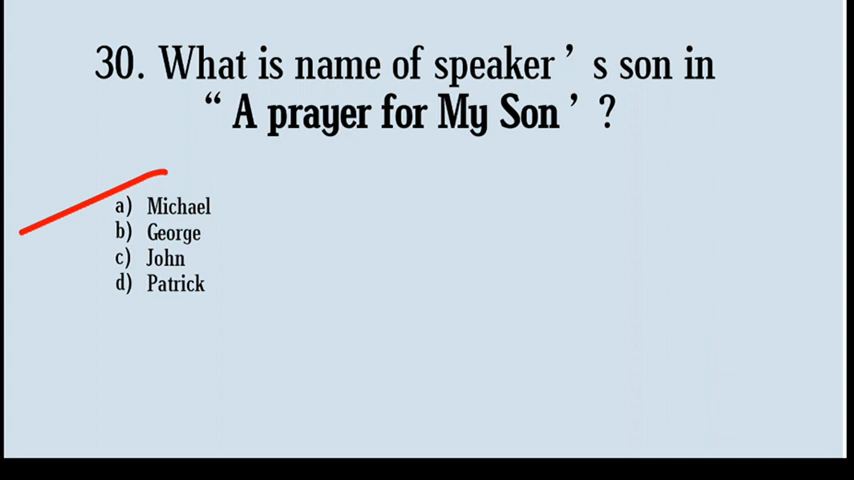 30. What is name of speaker’ s son in
“ A prayer for My Son’ ?
a) Michael
b) George
c) John
d) Patrick